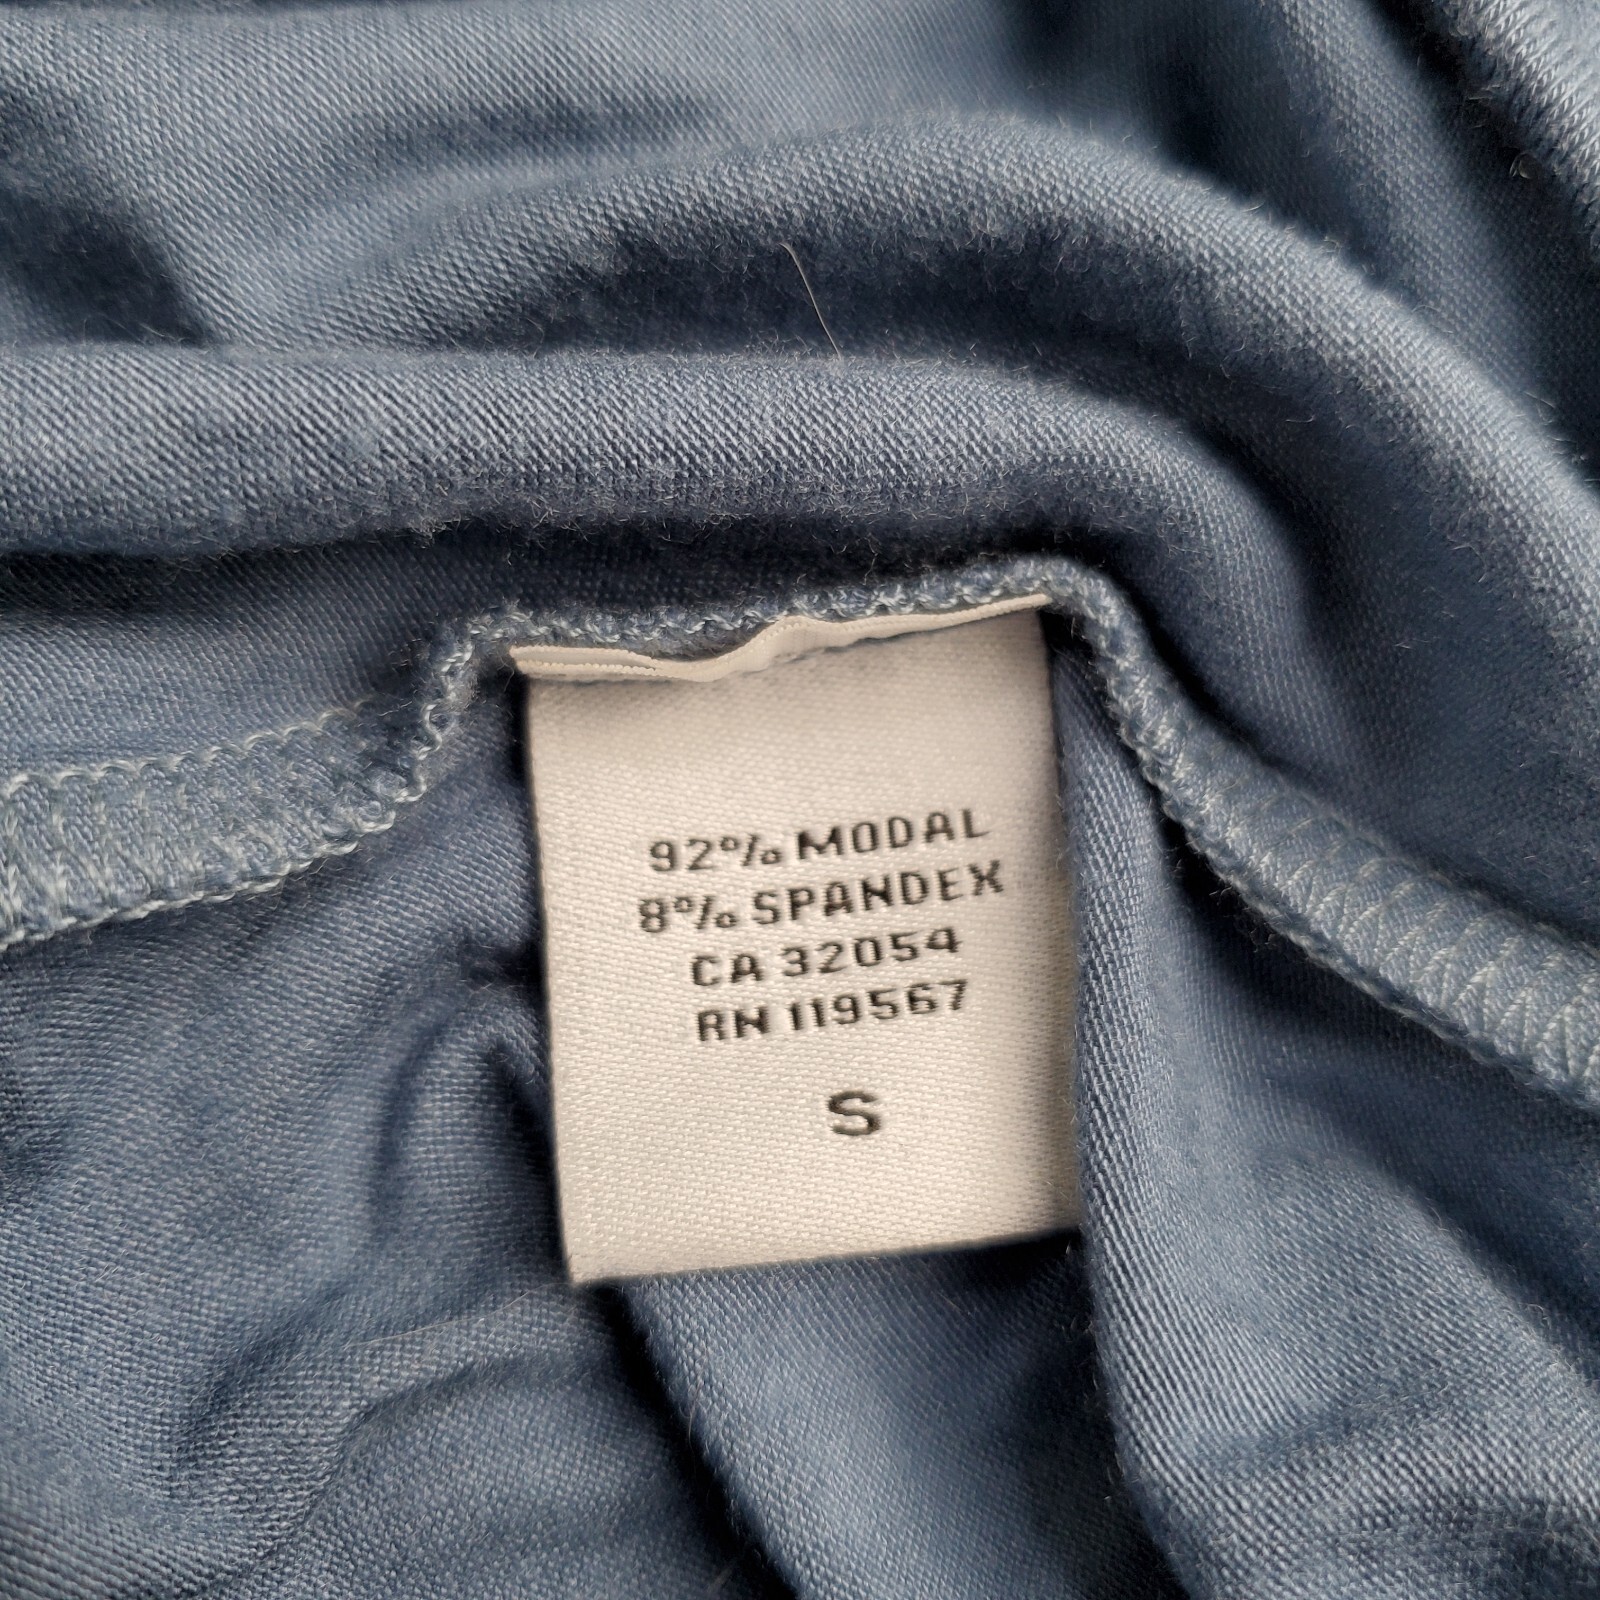 92% MODAL
8% SPANDEX
CA 32054
RN 119567
S